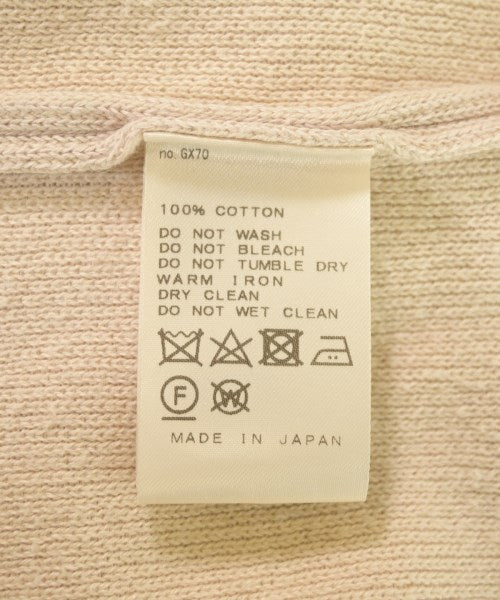 no. GX70
100% COTTON
DO NOT WASH
DO NOT BLEACH
DO NOT TUMBLE DRY
WARM IRON
DRY CLEAN
DO NOT WET CLEAN
F W
MADE IN JAPAN